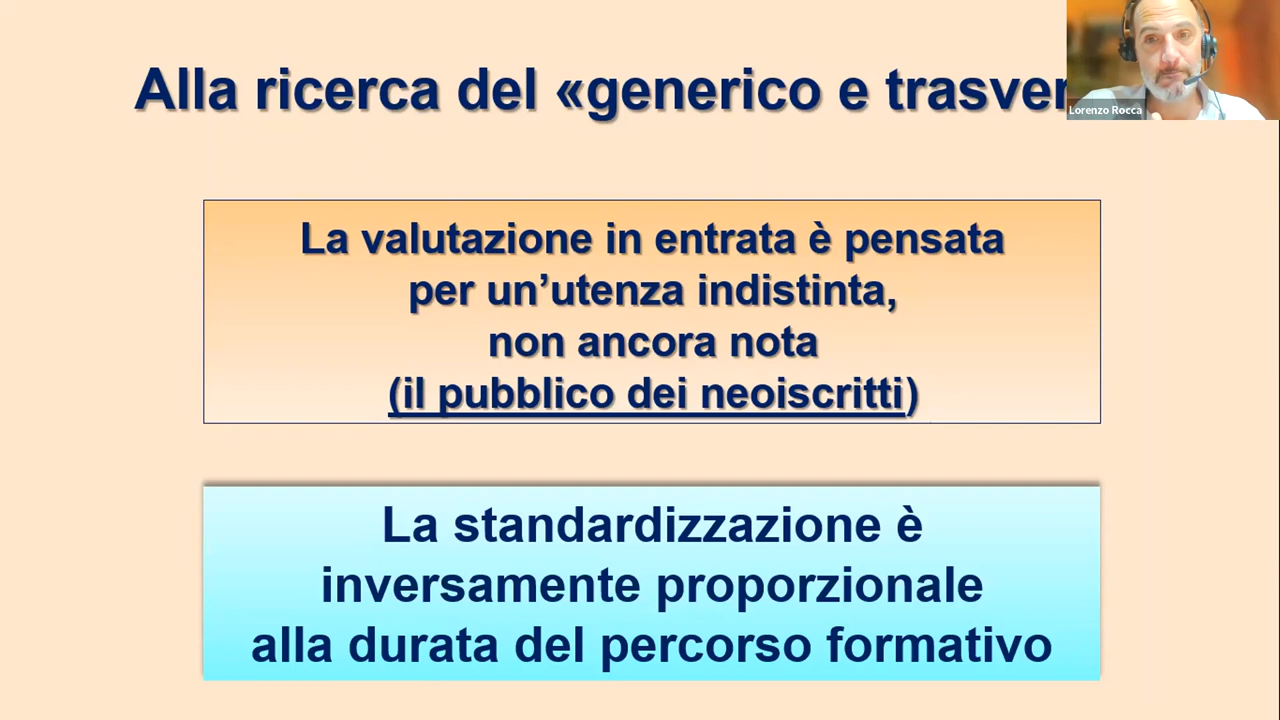 Alla ricerca del «generico e
Lorenzo Rocca
La valutazione in entrata è pensata
per un’utenza indistinta,
non ancora nota
(il pubblico dei neoiscritti)
La standardizzazione è
inversamente proporzionale
alla durata del percorso formativo